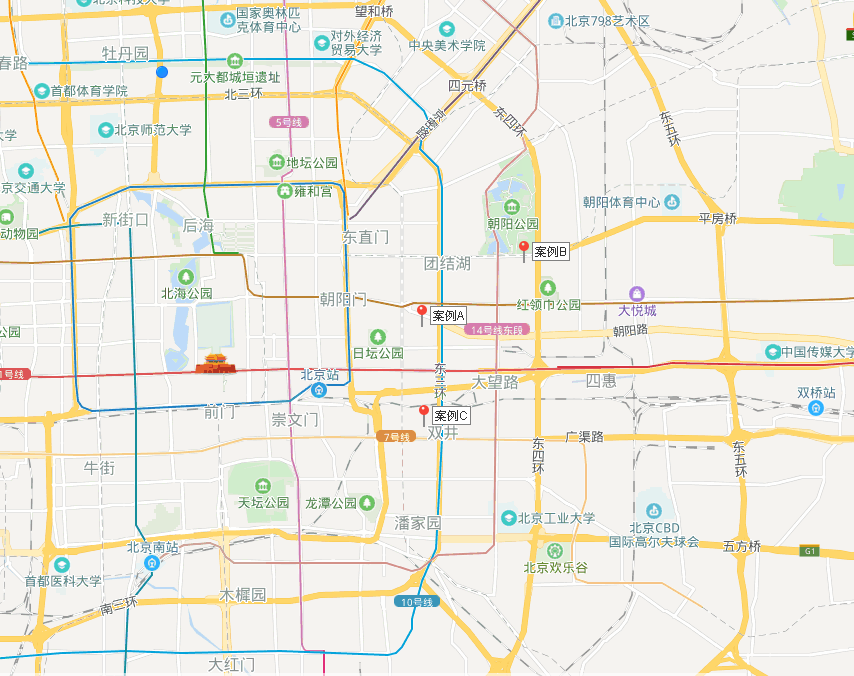 北京科技大学
国家奥林匹
克体育中心
望和桥
北京798艺术区
对外经济
贸易大学
中央美术学院
牡丹园
春路
元大都城垣遗址
四元桥
首都体育学院
北三环
东四环
京密路
东五环
北京师范大学
5号线
大学
地坛公园
京交通大学
雍和宫
朝阳体育中心
新街口
后海
朝阳公园
平房桥
动物园
东直门
案例B
团结湖
北海公园
朝阳门
红领巾公园
大悦城
案例A
公园
14号线东段
朝阳路
日坛公园
中国传媒大学
1号线
北京站
东三环
大望路
四惠
双桥站
前门
崇文门
案例C
双井
7号线
广渠路
东四环
东五环
牛街
天坛公园
龙潭公园
潘家园
北京工业大学
北京CBD
国际高尔夫球会
北京南站
五方桥
G1
首都医科大学
北京欢乐谷
木樨园
南三环
10号线
大红门